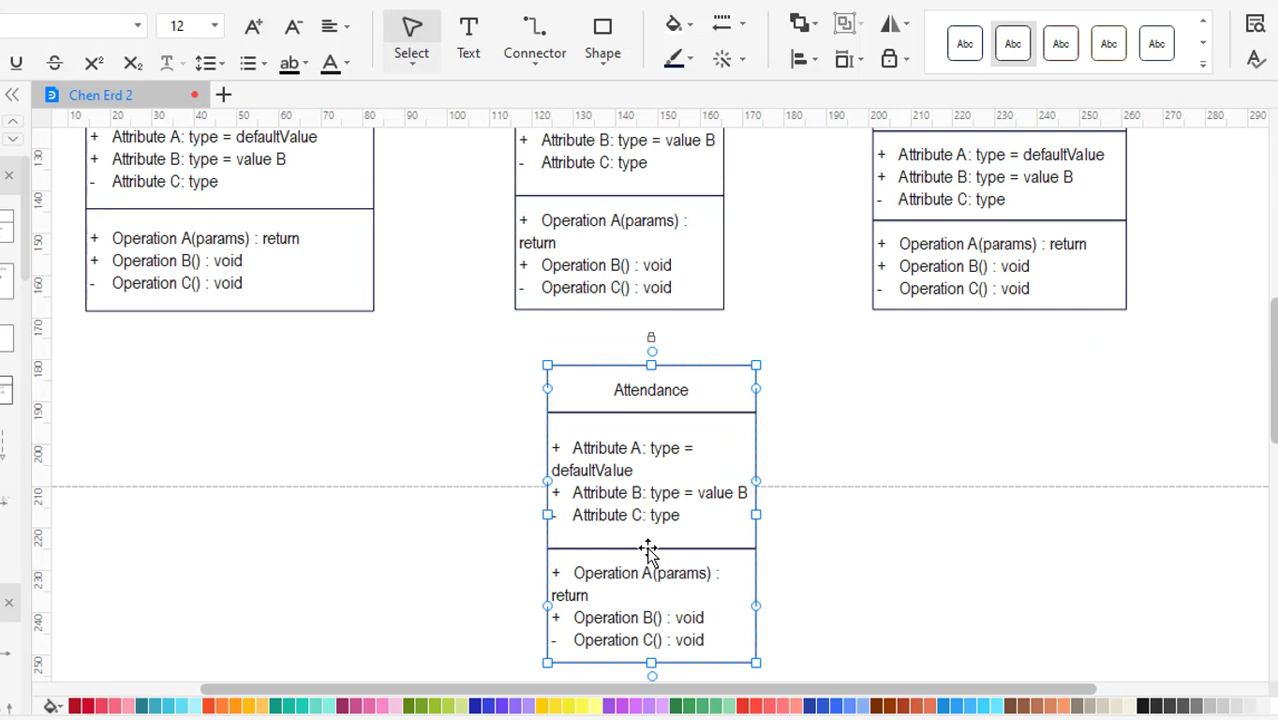 12
A+
A-
Select
Text
Connector
Shape
Abc
Abc
Abc
Abc
Abc
U
S
X²
X₂
T
ab
A
Chen Erd 2
10 20 30 40 50 60 70 80 90 100 110 120 130 140 150 160 170 180 190 200 210 220 230 240 250 260 270 280 290
130
140
150
160
170
180
190
200
210
220
230
240
250
+ Attribute A: type = defaultValue
+ Attribute B: type = value B
- Attribute C: type
+ Operation A(params) : return
+ Operation B() : void
- Operation C() : void
+ Attribute B: type = value B
- Attribute C: type
+ Operation A(params) :
return
+ Operation B() : void
- Operation C() : void
+ Attribute A: type = defaultValue
+ Attribute B: type = value B
- Attribute C: type
+ Operation A(params) : return
+ Operation B() : void
- Operation C() : void
Attendance
+ Attribute A: type =
defaultValue
+ Attribute B: type = value B
- Attribute C: type
+ Operation A(params) :
return
+ Operation B() : void
- Operation C() : void